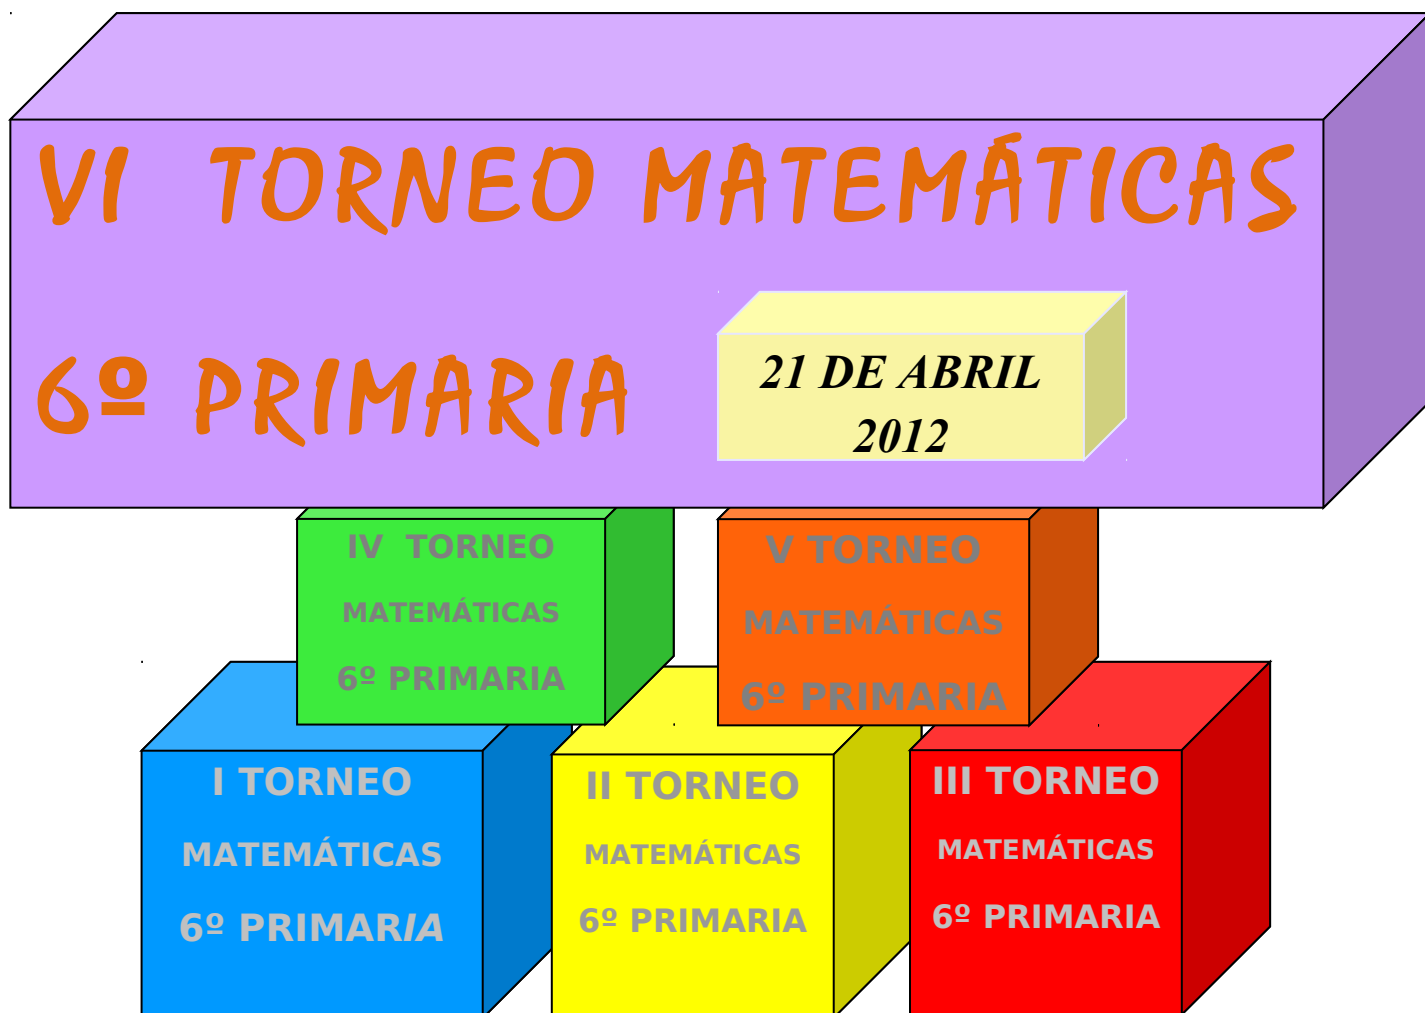 VI TORNEO MATEMÁTICAS
6º PRIMARIA
21 DE ABRIL
2012
IV TORNEO
MATEMÁTICAS
6º PRIMARIA
V TORNEO
MATEMÁTICAS
6º PRIMARIA
I TORNEO
MATEMÁTICAS
6º PRIMARIA
II TORNEO
MATEMÁTICAS
6º PRIMARIA
III TORNEO
MATEMÁTICAS
6º PRIMARIA